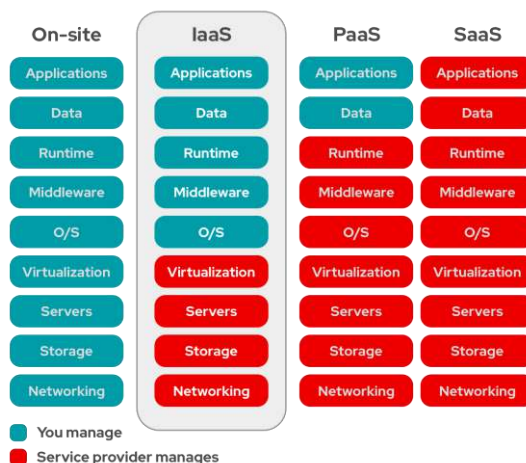 On-site IaaS PaaS SaaS
Applications Applications Applications Applications
Data Data Data Data
Runtime Runtime Runtime Runtime
Middleware Middleware Middleware Middleware
O/S O/S O/S O/S
Virtualization Virtualization Virtualization Virtualization
Servers Servers Servers Servers
Storage Storage Storage Storage
Networking Networking Networking Networking
You manage
Service provider manages